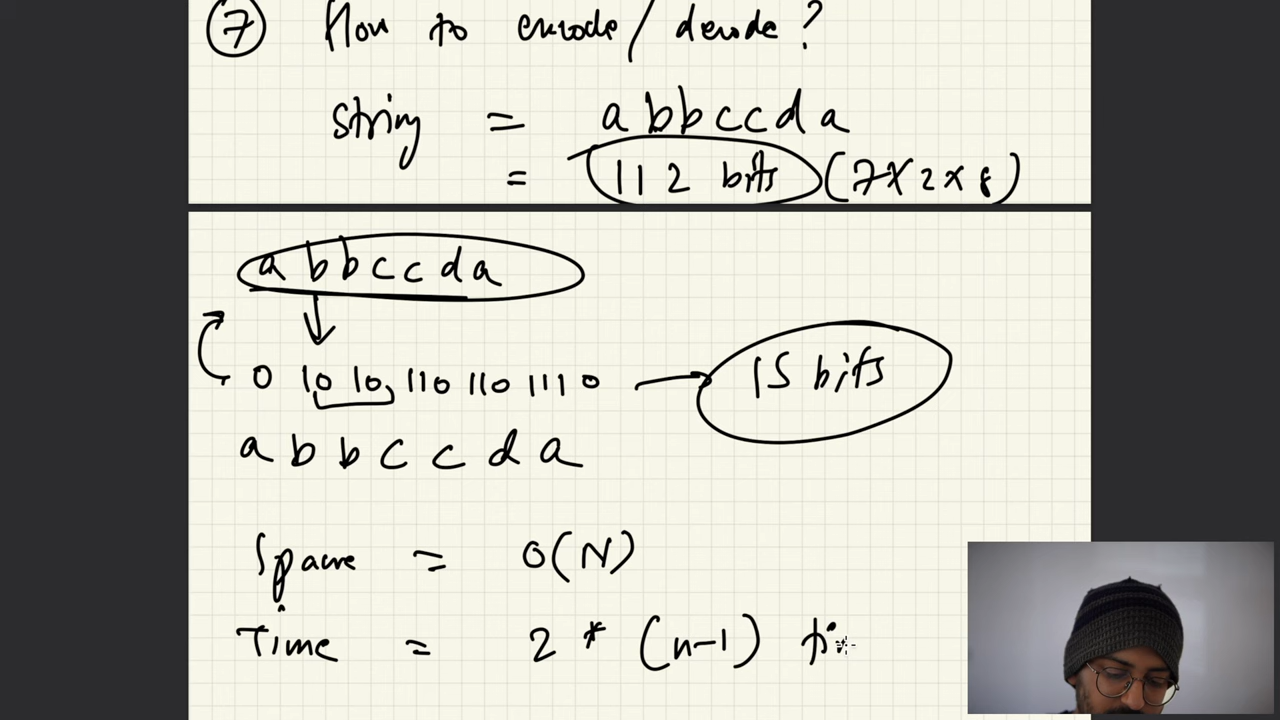 ⑦ How to encode/decode?
string = abbccda
= 112 bits (7x2x8)
abbccda
0 10 10, 110 110 111 0 15 bits
a b b c c d a
Space = O(N)
Time = 2 * (n-1)